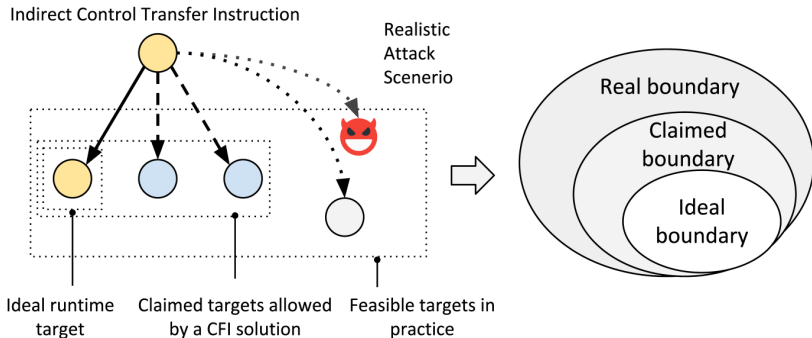 Indirect Control Transfer Instruction
Realistic
Attack
Scenerio
Real boundary
Claimed
boundary
Ideal
boundary
Ideal runtime
target
Claimed targets allowed
by a CFI solution
Feasible targets in
practice